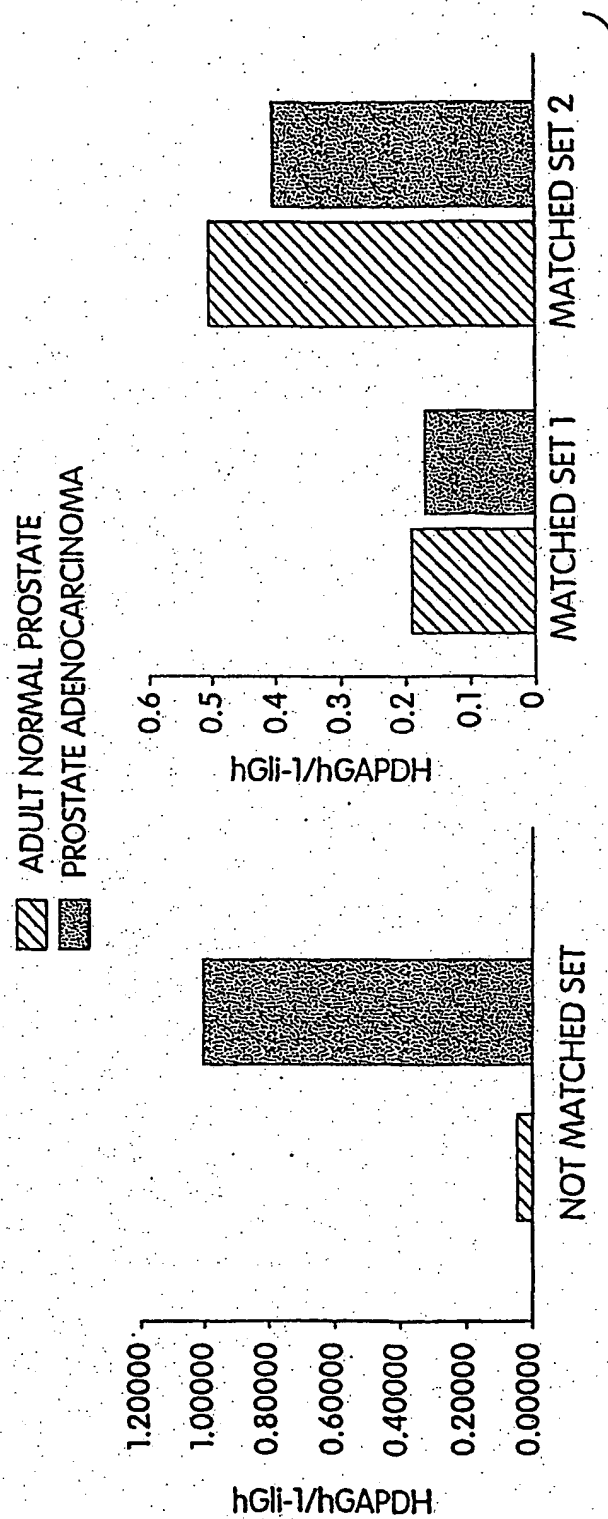 ADULT NORMAL PROSTATE
PROSTATE ADENOCARCINOMA
hGli-1/hGAPDH
1.20000
1.00000
0.80000
0.60000
0.40000
0.20000
0.00000
NOT MATCHED SET
hGli-1/hGAPDH
0.6
0.5
0.4
0.3
0.2
0.1
0
MATCHED SET 1
MATCHED SET 2